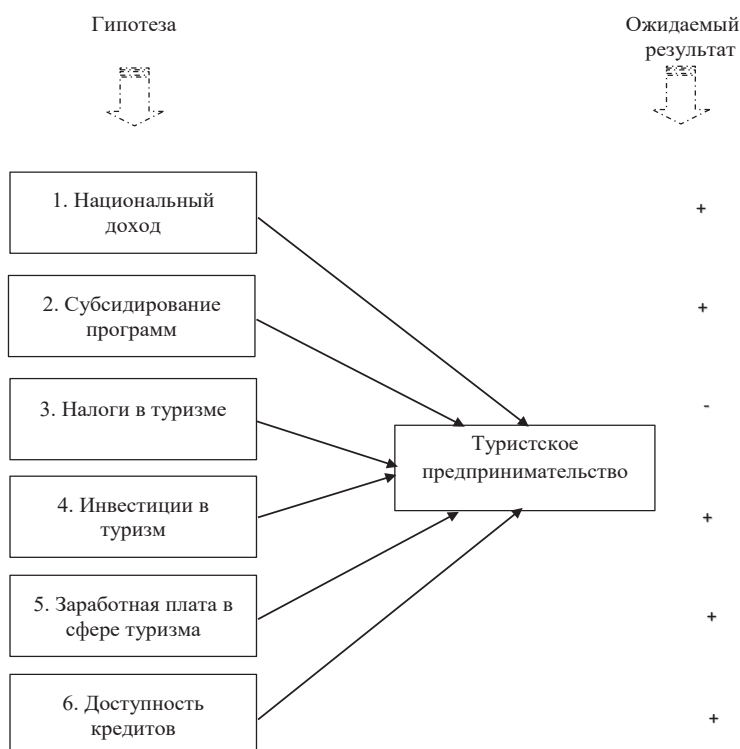 Гипотеза
Ожидаемый
результат
1. Национальный
доход
+
2. Субсидирование
программ
+
3. Налоги в туризме
-
Туристское
предпринимательство
4. Инвестиции в
туризм
+
5. Заработная плата в
сфере туризма
+
6. Доступность
кредитов
+